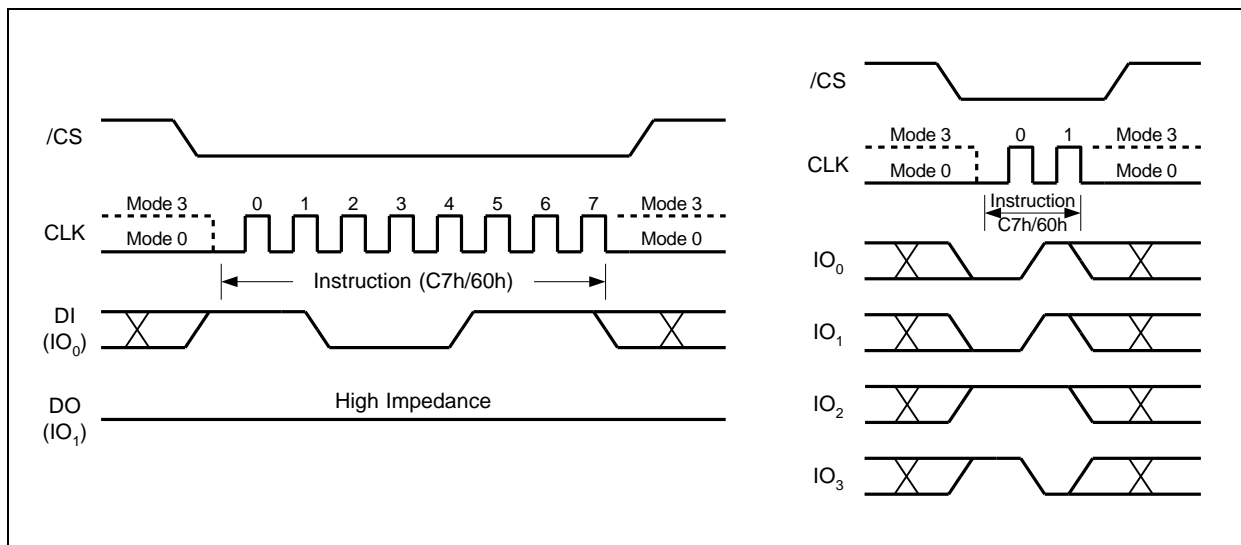 /CS
Mode 3 0 1 2 3 4 5 6 7 Mode 3
CLK Mode 0 Mode 0
Instruction (C7h/60h)
DI
(IO0)
High Impedance
DO
(IO1)
/CS
Mode 3 0 1 Mode 3
CLK Mode 0 Mode 0
Instruction
C7h/60h
IO0
IO1
IO2
IO3